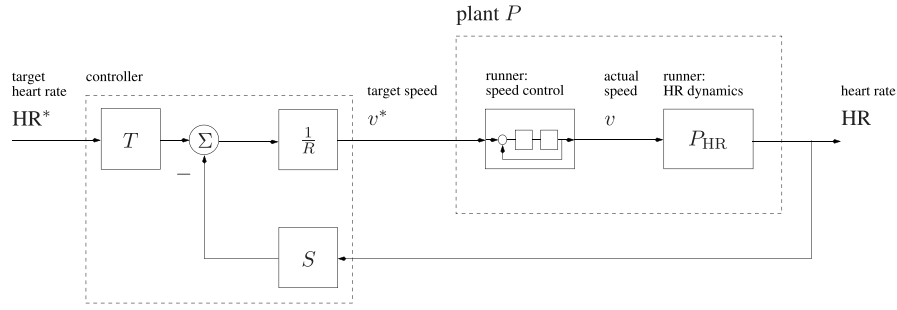 plant P
target
heart rate
HR*
controller
target speed
v*
runner:
speed control
actual
speed
v
runner:
HR dynamics
heart rate
HR
T
Σ
−
1
R
P_HR
S